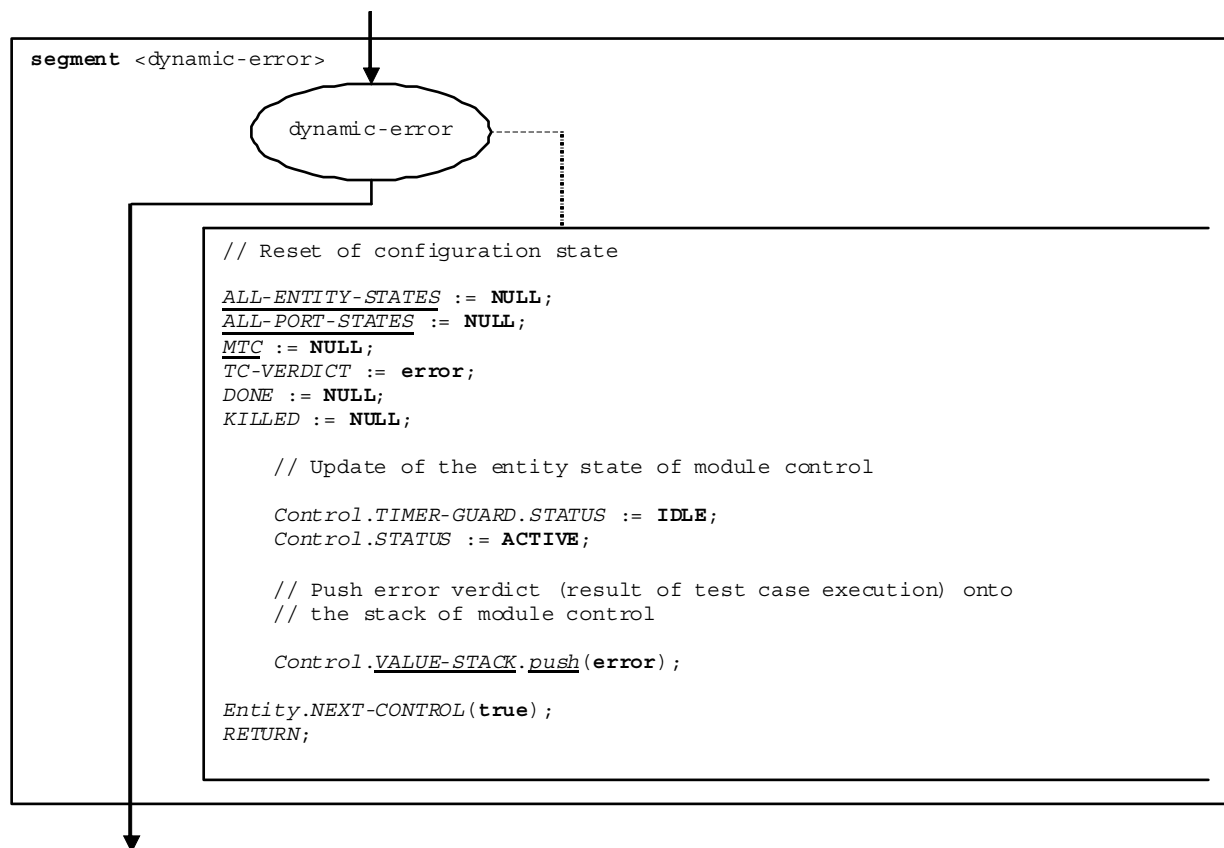 segment <dynamic-error>
dynamic-error
// Reset of configuration state
ALL-ENTITY-STATES := NULL;
ALL-PORT-STATES := NULL;
MTC := NULL;
TC-VERDICT := error;
DONE := NULL;
KILLED := NULL;
// Update of the entity state of module control
Control.TIMER-GUARD.STATUS := IDLE;
Control.STATUS := ACTIVE;
// Push error verdict (result of test case execution) onto
// the stack of module control
Control.VALUE-STACK.push(error);
Entity.NEXT-CONTROL(true);
RETURN;